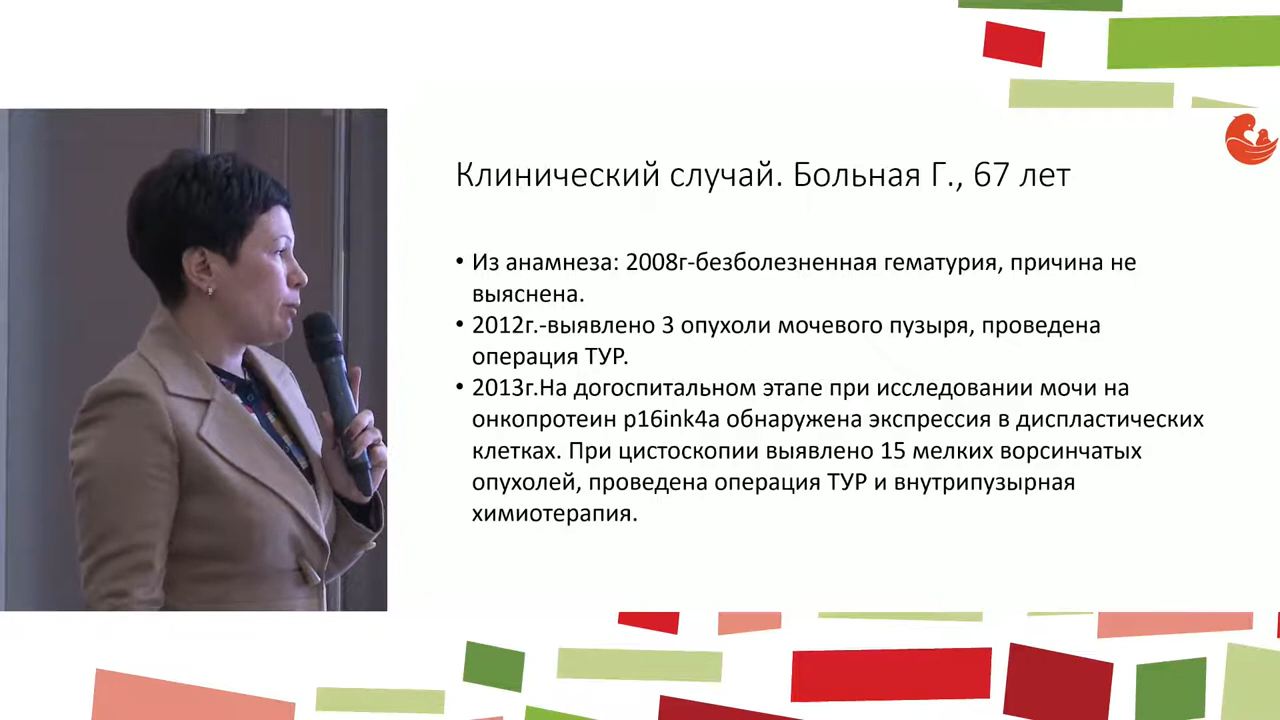 Клинический случай. Больная Г., 67 лет
• Из анамнеза: 2008г-безболезненная гематурия, причина не
выяснена.
• 2012г.-выявлено 3 опухоли мочевого пузыря, проведена
операция ТУР.
• 2013г.На догоспитальном этапе при исследовании мочи на
онкопротеин p16ink4a обнаружена экспрессия в диспластических
клетках. При цистоскопии выявлено 15 мелких ворсинчатых
опухолей, проведена операция ТУР и внутрипузырная
химиотерапия.